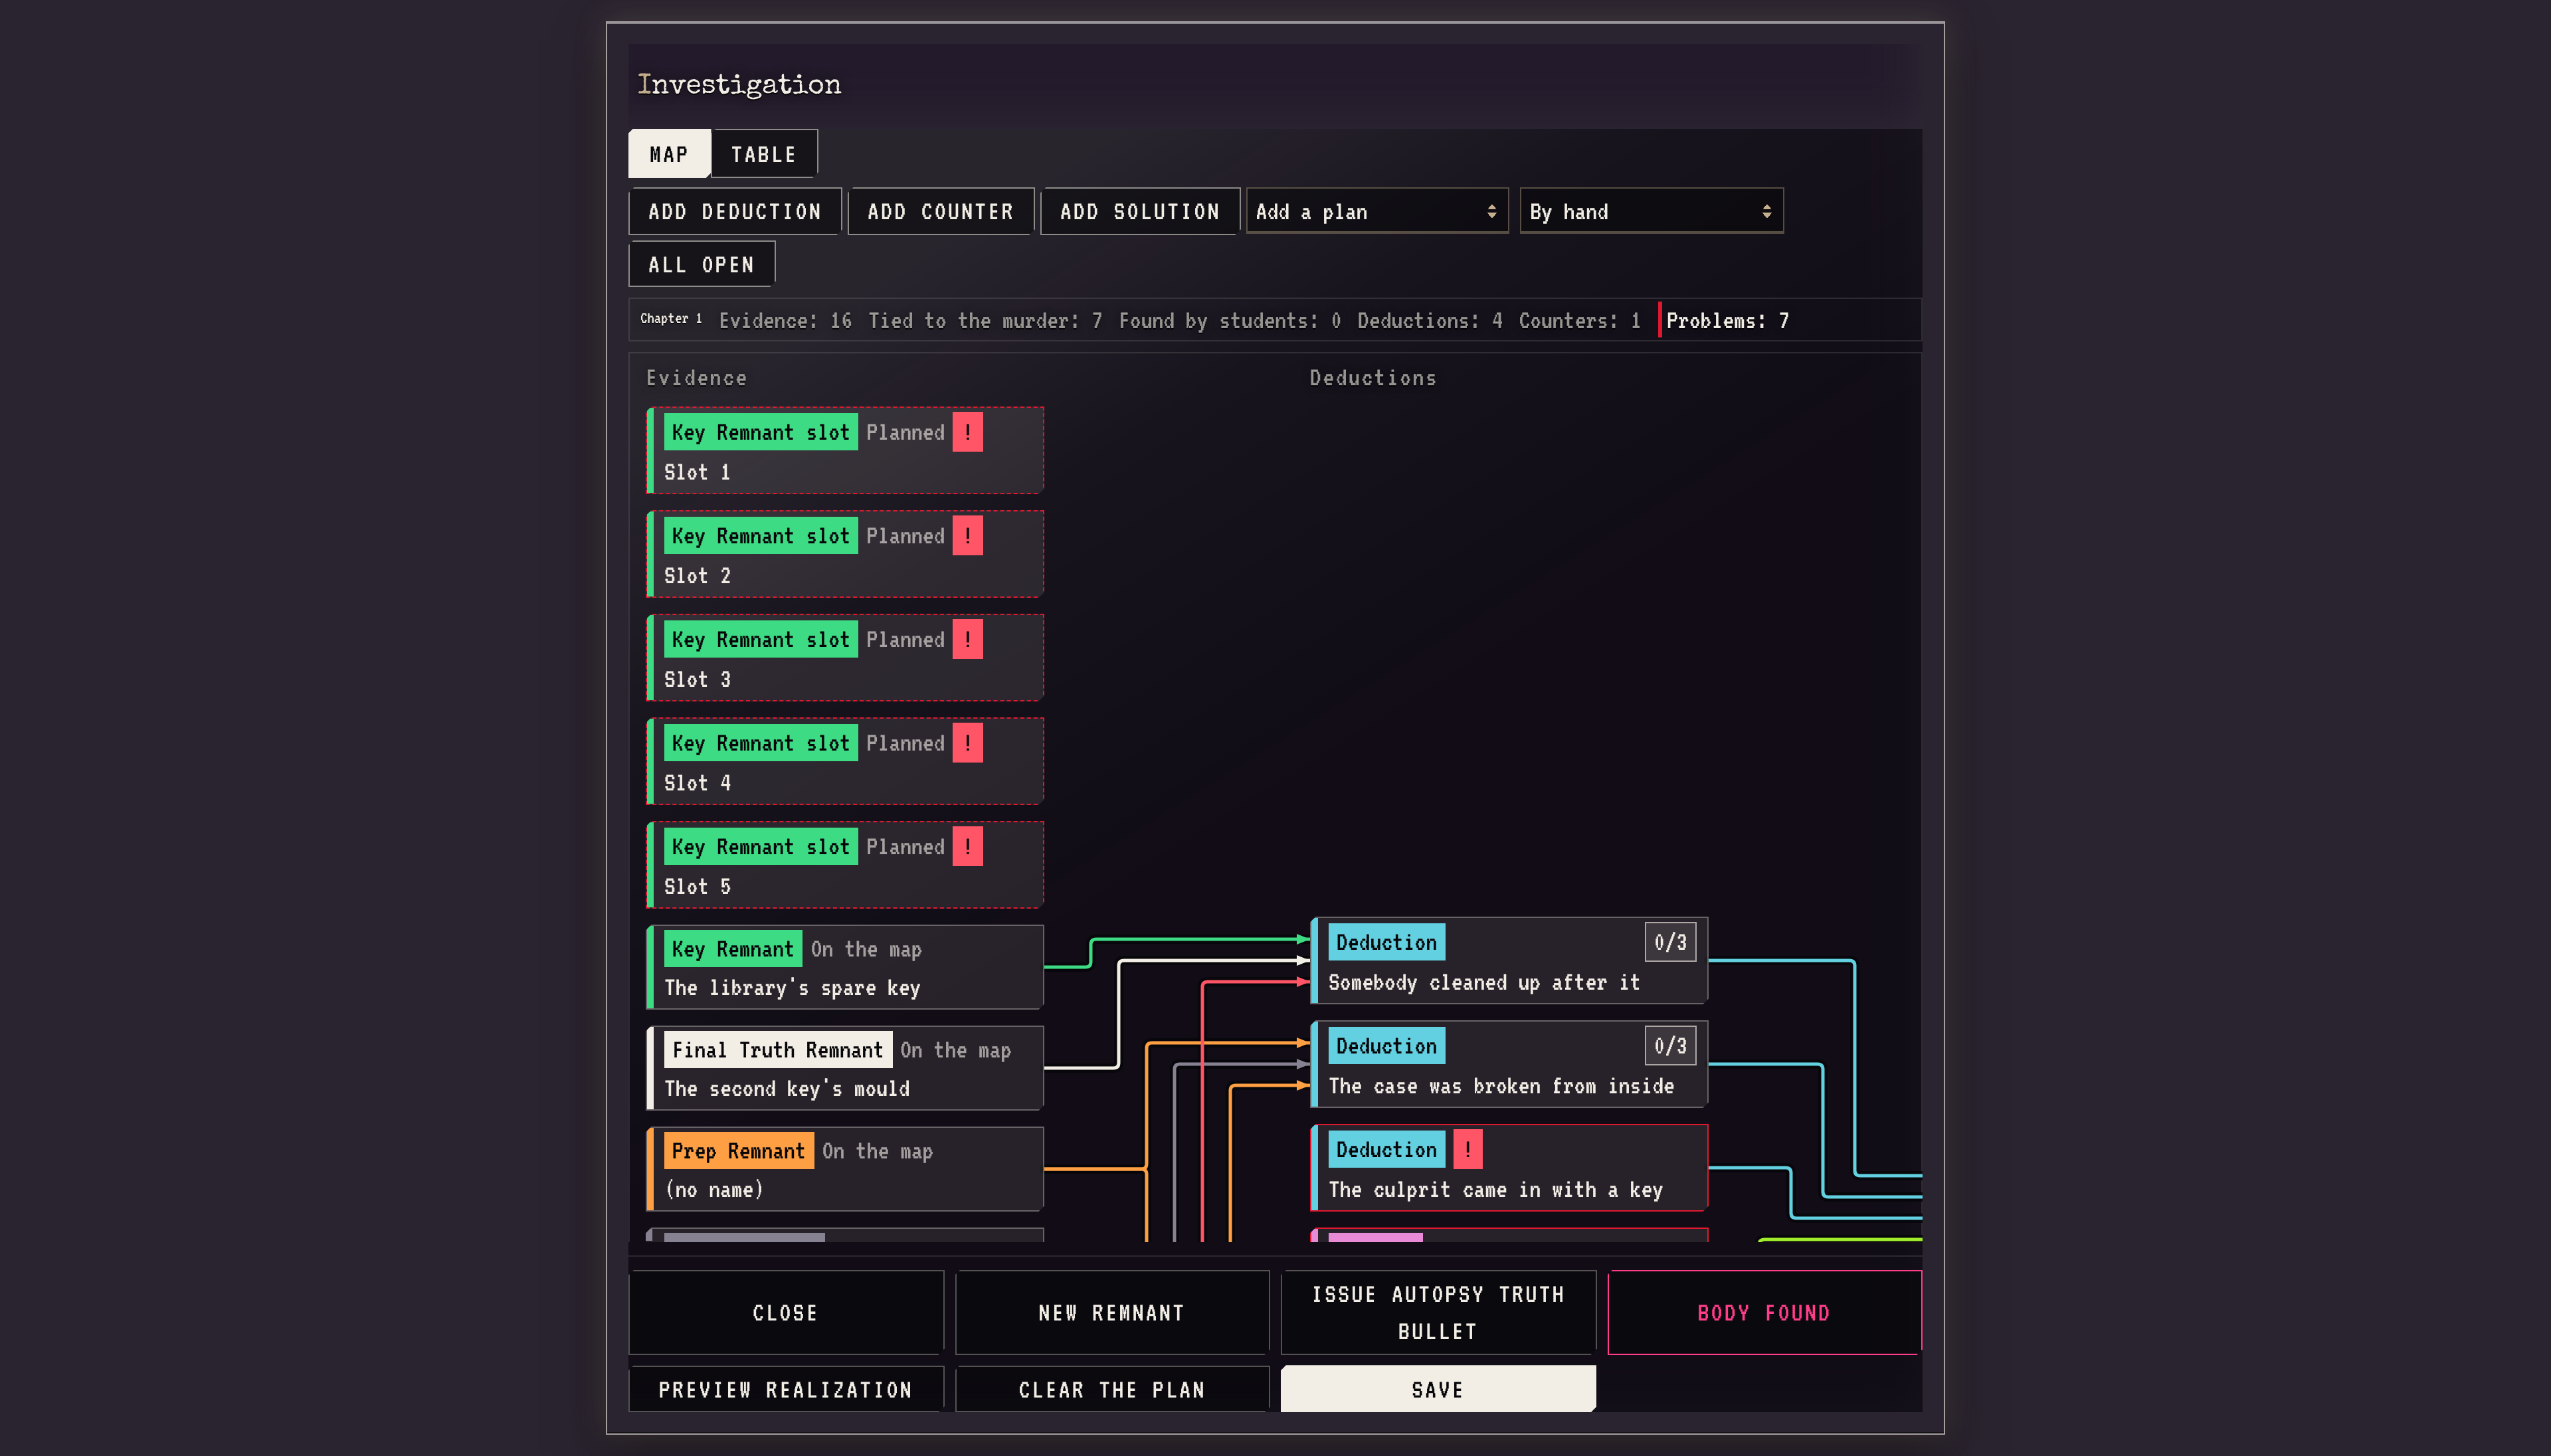 Investigation
MAP TABLE
ADD DEDUCTION ADD COUNTER ADD SOLUTION Add a plan By hand
ALL OPEN
Chapter 1 Evidence: 16 Tied to the murder: 7 Found by students: 0 Deductions: 4 Counters: 1 Problems: 7
Evidence Deductions
Key Remnant slot Planned !
Slot 1
Key Remnant slot Planned !
Slot 2
Key Remnant slot Planned !
Slot 3
Key Remnant slot Planned !
Slot 4
Key Remnant slot Planned !
Slot 5
Key Remnant On the map
The library's spare key
Deduction 0/3
Somebody cleaned up after it
Final Truth Remnant On the map
The second key's mould
Deduction 0/3
The case was broken from inside
Prep Remnant On the map
(no name)
Deduction !
The culprit came in with a key
CLOSE NEW REMNANT ISSUE AUTOPSY TRUTH BULLET BODY FOUND
PREVIEW REALIZATION CLEAR THE PLAN SAVE